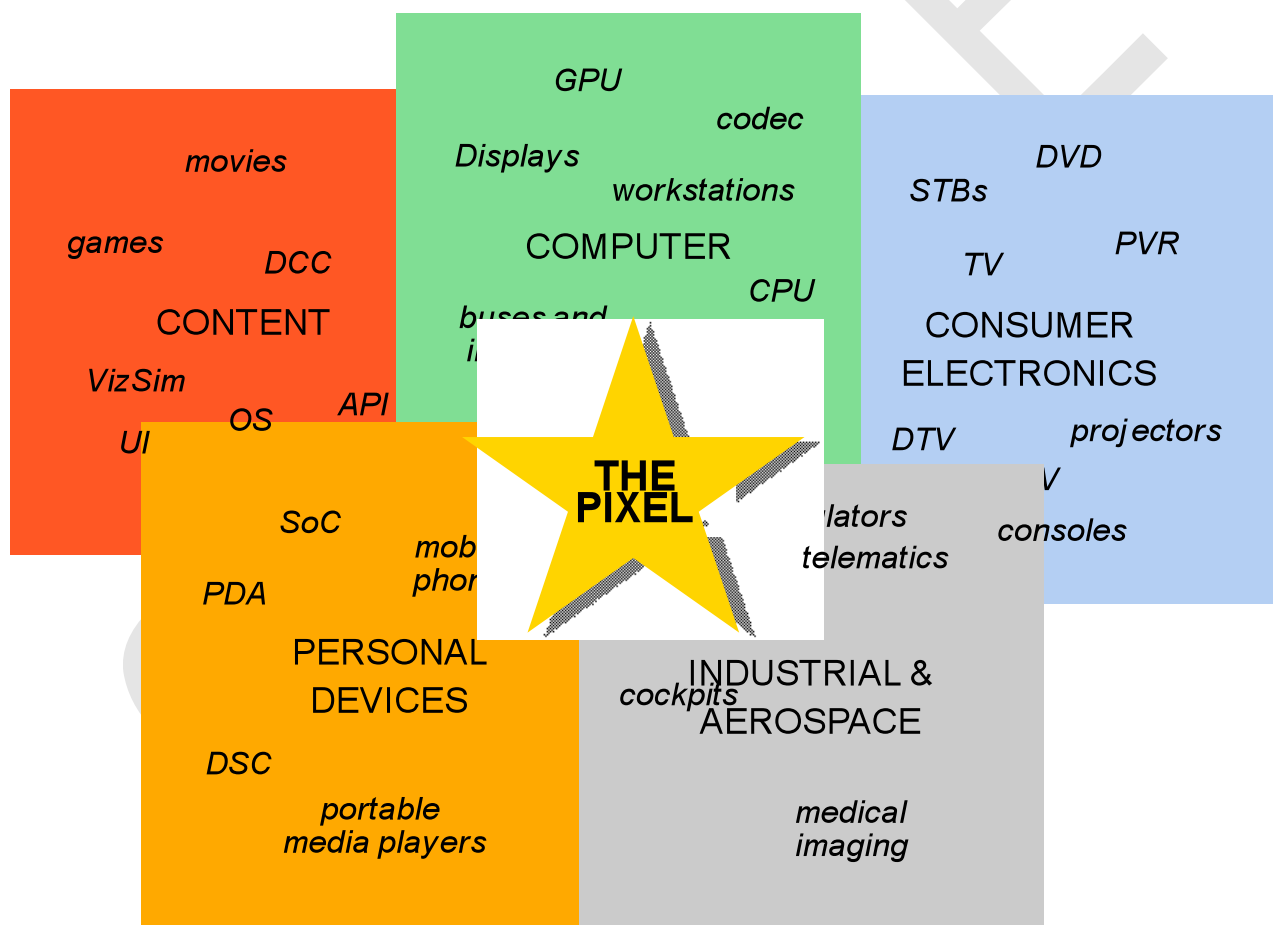 GPU
codec
Displays
workstations
COMPUTER
CPU
buses and
movies
games
DCC
CONTENT
VizSim
API
OS
UI
DVD
STBs
PVR
TV
CONSUMER
ELECTRONICS
DTV
projectors
consoles
THE
PIXEL
SoC
PDA
PERSONAL
DEVICES
DSC
portable
media players
telematics
INDUSTRIAL &
cockpits
AEROSPACE
medical
imaging